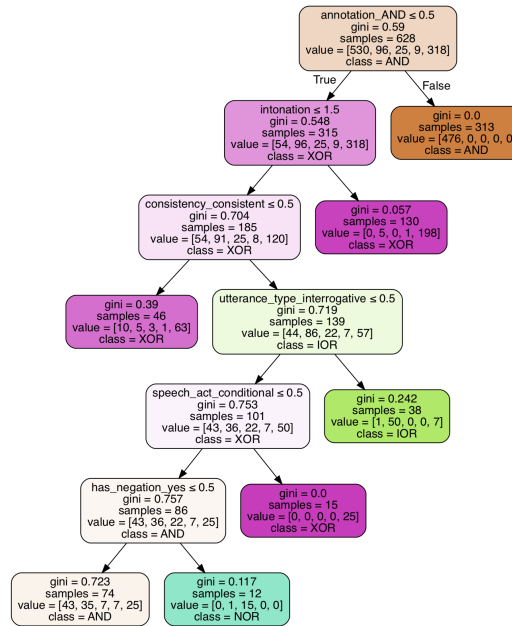 annotation_AND ≤ 0.5
gini = 0.59
samples = 628
value = [530, 96, 25, 9, 318]
class = AND
True
False
intonation ≤ 1.5
gini = 0.548
samples = 315
value = [54, 96, 25, 9, 318]
class = XOR
gini = 0.0
samples = 313
value = [476, 0, 0, 0, 0
class = AND
consistency_consistent ≤ 0.5
gini = 0.704
samples = 185
value = [54, 91, 25, 8, 120]
class = XOR
gini = 0.057
samples = 130
value = [0, 5, 0, 1, 198]
class = XOR
gini = 0.39
samples = 46
value = [10, 5, 3, 1, 63]
class = XOR
utterance_type_interrogative ≤ 0.5
gini = 0.719
samples = 139
value = [44, 86, 22, 7, 57]
class = IOR
speech_act_conditional ≤ 0.5
gini = 0.753
samples = 101
value = [43, 36, 22, 7, 50]
class = XOR
gini = 0.242
samples = 38
value = [1, 50, 0, 0, 7]
class = IOR
has_negation_yes ≤ 0.5
gini = 0.757
samples = 86
value = [43, 36, 22, 7, 25]
class = AND
gini = 0.0
samples = 15
value = [0, 0, 0, 0, 25]
class = XOR
gini = 0.723
samples = 74
value = [43, 35, 7, 7, 25]
class = AND
gini = 0.117
samples = 12
value = [0, 1, 15, 0, 0]
class = NOR